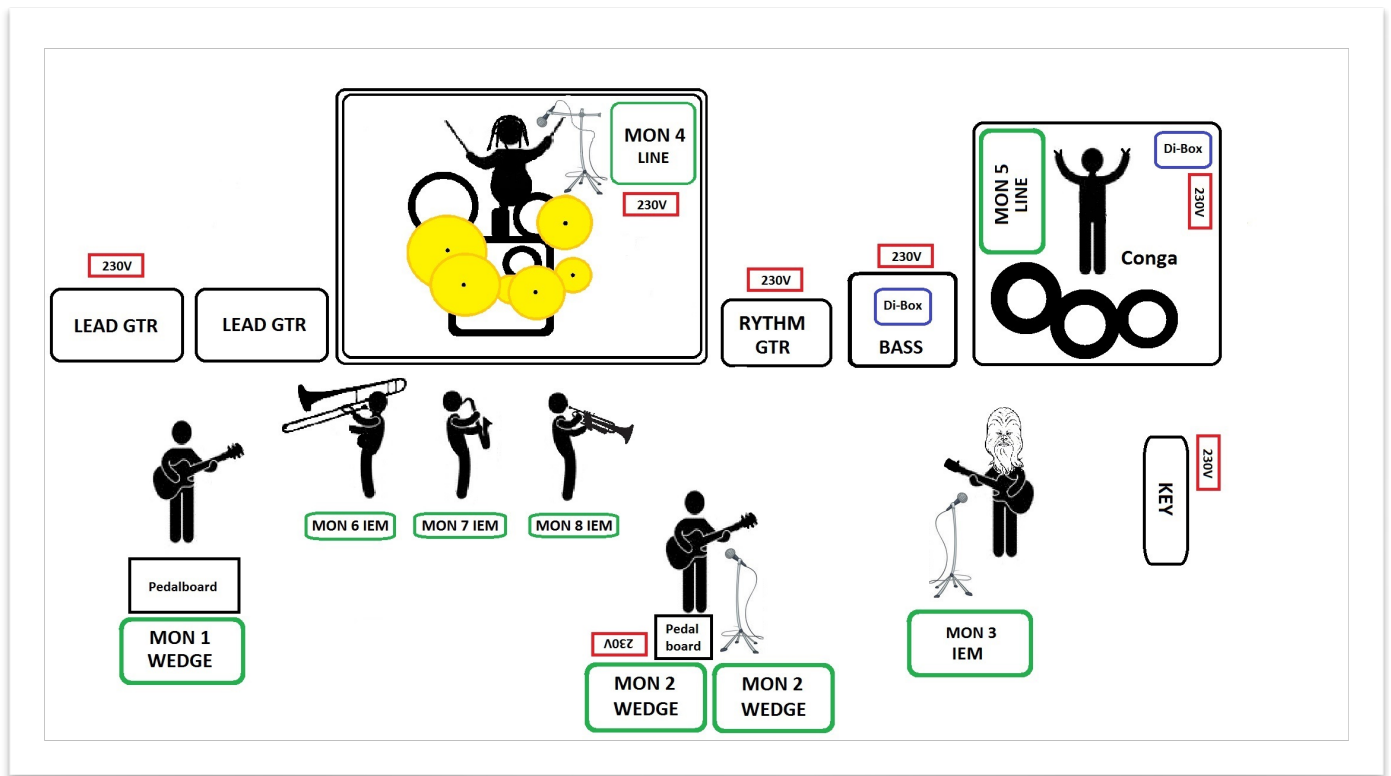 MON 4
LINE
230V
MON 5
LINE
Di-Box
230V
Conga
230V
LEAD GTR
LEAD GTR
230V
RYTHM
GTR
230V
Di-Box
BASS
MON 6 IEM
MON 7 IEM
MON 8 IEM
230V
KEY
Pedalboard
MON 1
WEDGE
230V
Pedal
board
MON 2
WEDGE
MON 2
WEDGE
MON 3
IEM